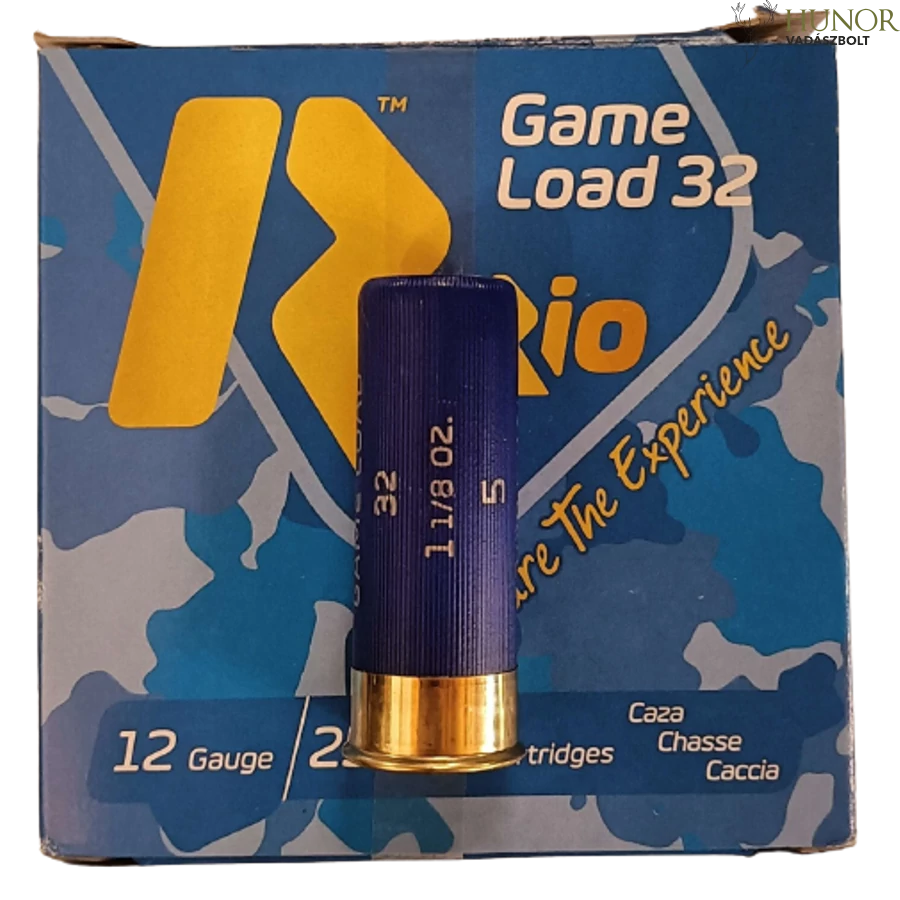 HUNOR
VADÁSZBOLT
TM
Game
Load 32
Rio
The Experience
32
1 1/8 OZ.
5
12 Gauge / 25
Caza
Chasse
Caccia